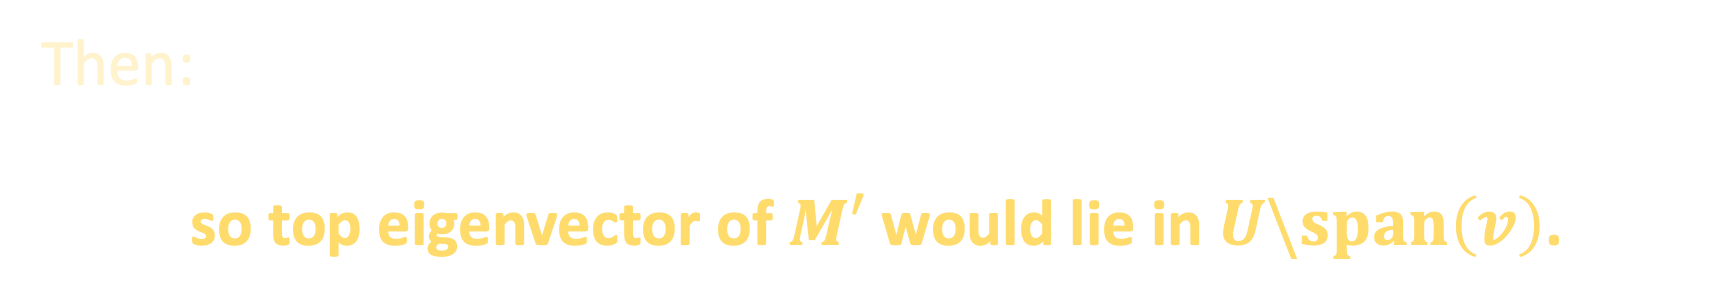 Then:
so top eigenvector of M′ would lie in U\span(v).